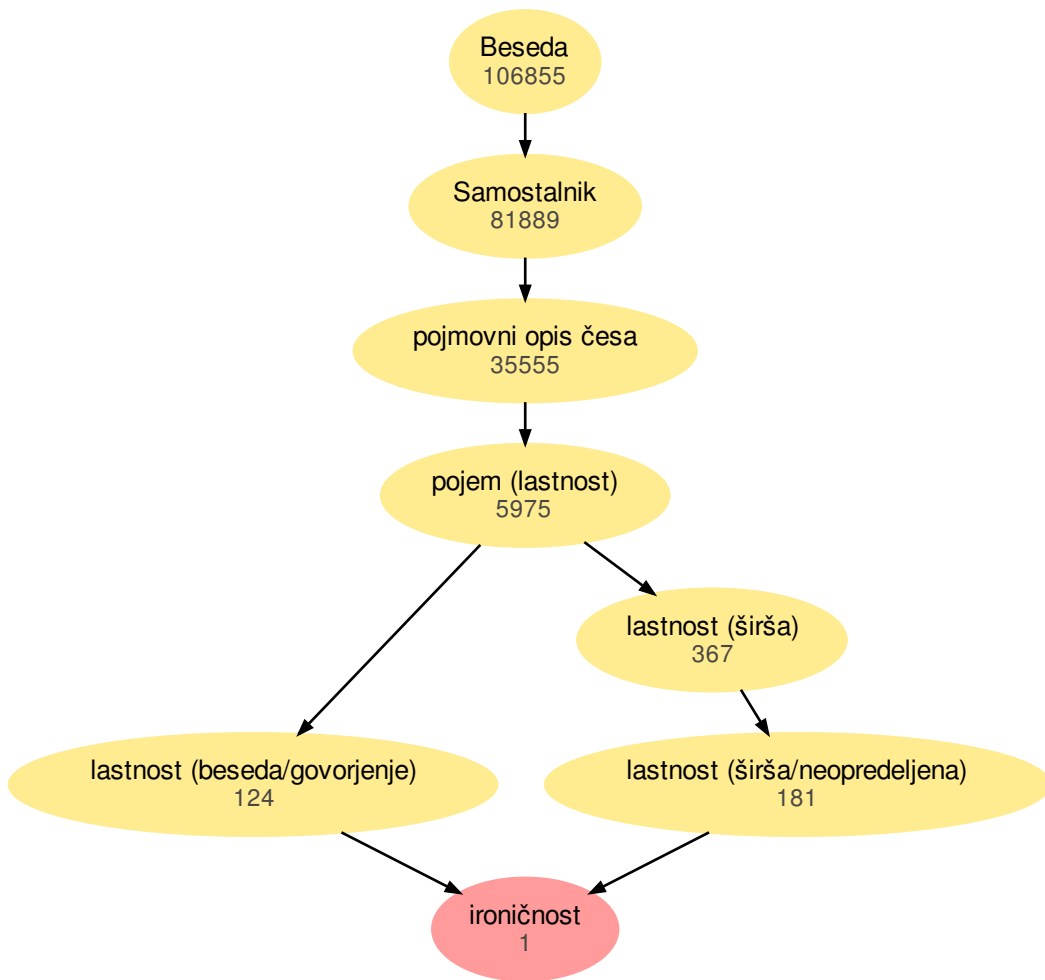 Beseda
106855
Samostalnik
81889
pojmovni opis česa
35555
pojem (lastnost)
5975
lastnost (širša)
367
lastnost (beseda/govorjenje)
124
lastnost (širša/neopredeljena)
181
ironičnost
1